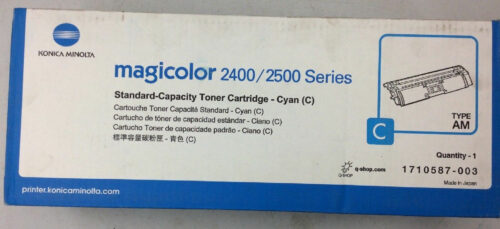 KONICA MINOLTA
magicolor 2400/2500 Series
Standard-Capacity Toner Cartridge - Cyan (C)
Cartouche Toner Capacité Standard - Cyan (C)
Cartucho de tóner de capacidad estándar - Ciano (C)
Cartucho Toner de capacidade padrão - Ciano (C)
標準容量碳粉匣 - 青色 (C)
C
TYPE
AM
Quantity - 1
Q-SHOP
q-shop.com
1710587-003
Made in Japan
printer.konicaminolta.com